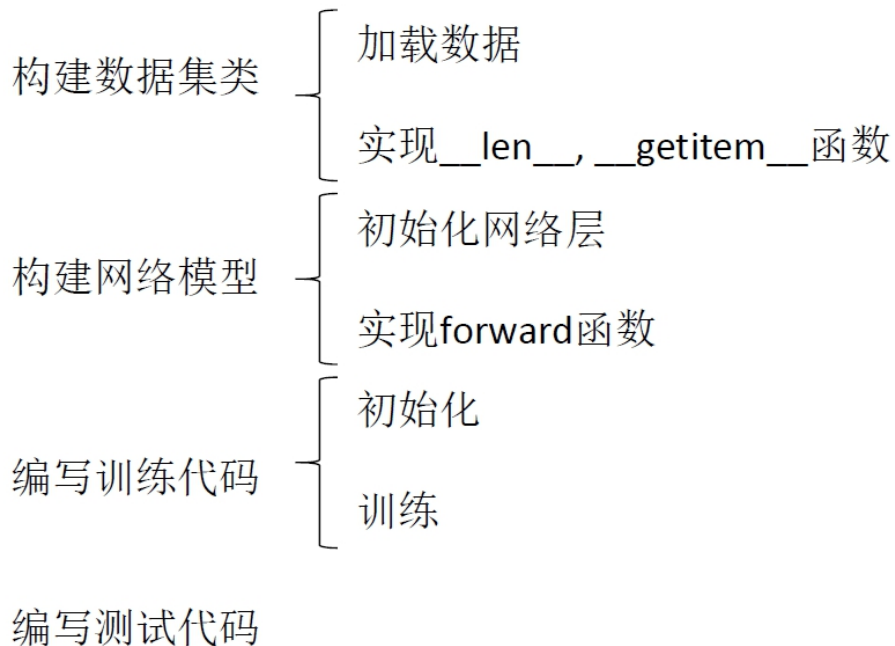 构建数据集类
加载数据
实现__len__, __getitem__函数
构建网络模型
初始化网络层
实现forward函数
编写训练代码
初始化
训练
编写测试代码